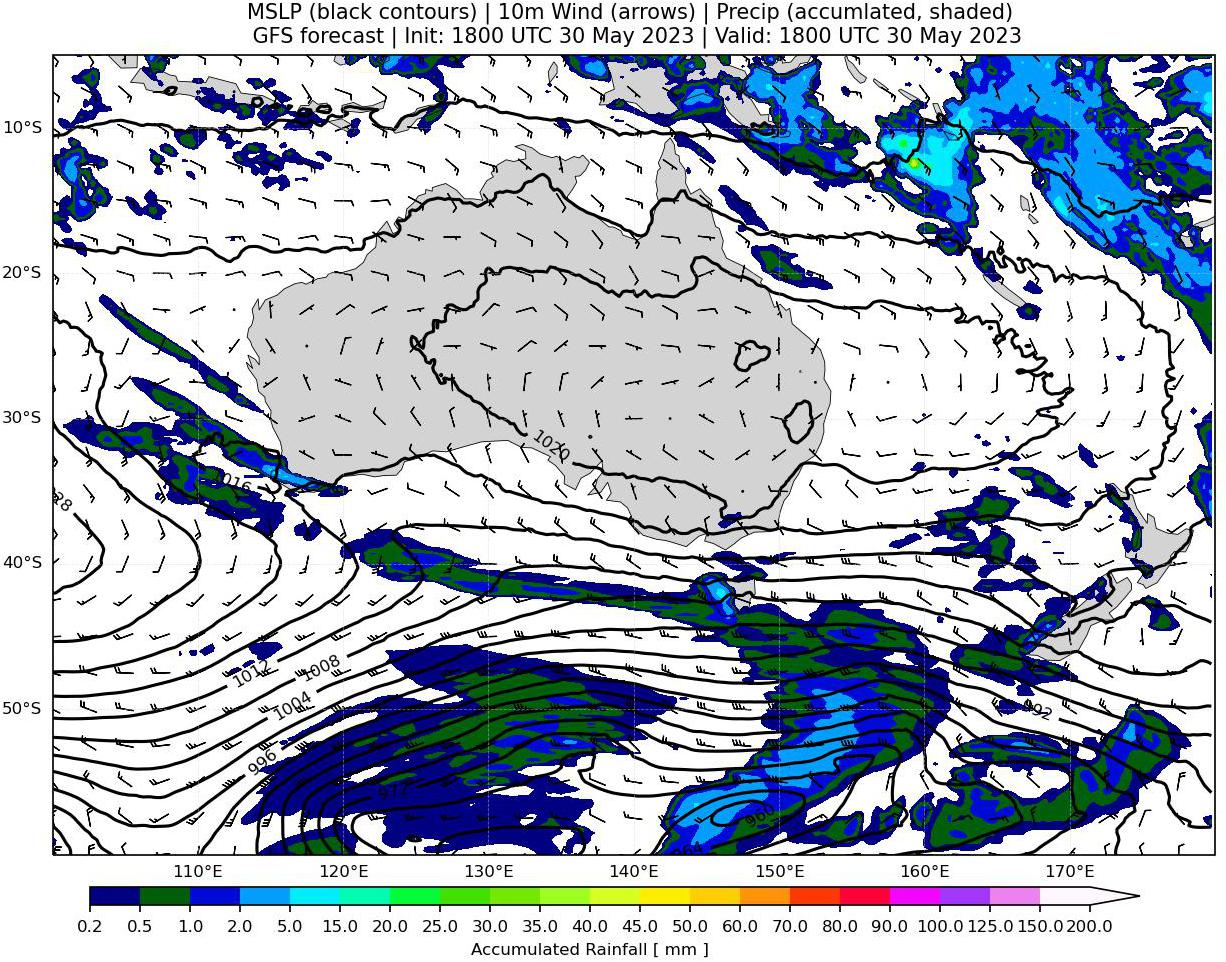 MSLP (black contours) | 10m Wind (arrows) | Precip (accumlated, shaded)
GFS forecast | Init: 1800 UTC 30 May 2023 | Valid: 1800 UTC 30 May 2023
10°S
20°S
30°S
1020
28
1016
40°S
1012
1008
1004
50°S
992
996
972
960
964
110°E 120°E 130°E 140°E 150°E 160°E 170°E
0.2 0.5 1.0 2.0 5.0 10.0 15.0 20.0 25.0 30.0 35.0 40.0 45.0 50.0 60.0 70.0 80.0 90.0 100.0 125.0 150.0 200.0
Accumulated Rainfall [ mm ]